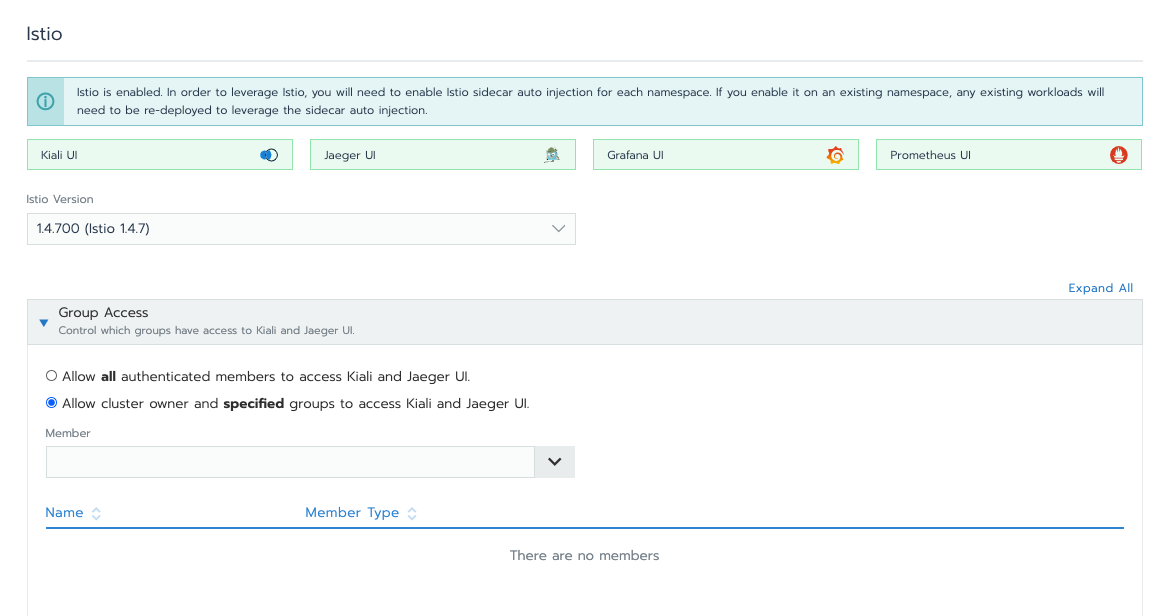 Istio
Istio is enabled. In order to leverage Istio, you will need to enable Istio sidecar auto injection for each namespace. If you enable it on an existing namespace, any existing workloads will
need to be re-deployed to leverage the sidecar auto injection.
Kiali UI
Jaeger UI
Grafana UI
Prometheus UI
Istio Version
1.4.700 (Istio 1.4.7)
Expand All
Group Access
Control which groups have access to Kiali and Jaeger UI.
Allow all authenticated members to access Kiali and Jaeger UI.
Allow cluster owner and specified groups to access Kiali and Jaeger UI.
Member
Name
Member Type
There are no members